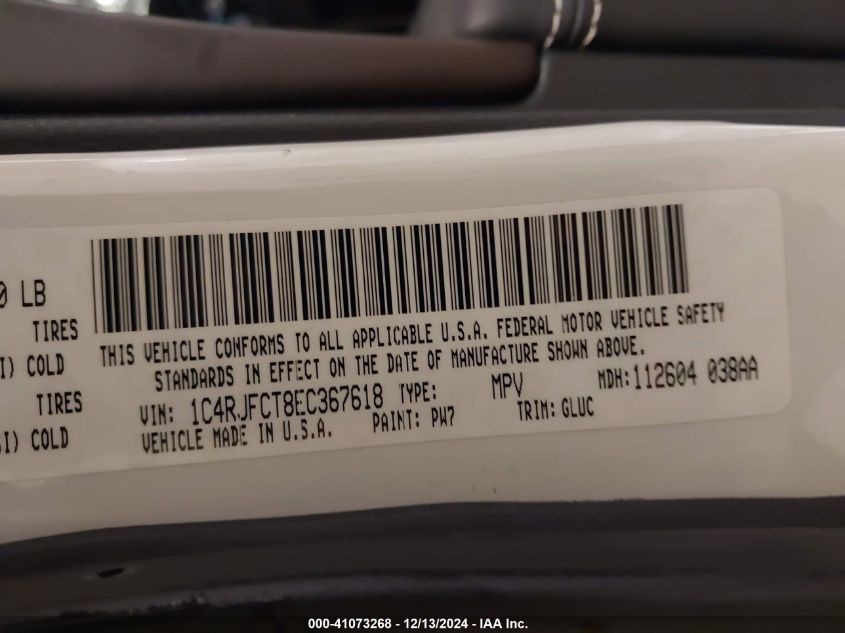 0 LB
TIRES
I) COLD
TIRES
SI) COLD
THIS VEHICLE CONFORMS TO ALL APPLICABLE U.S.A. FEDERAL MOTOR VEHICLE SAFETY
STANDARDS IN EFFECT ON THE DATE OF MANUFACTURE SHOWN ABOVE.
VIN: 1C4RJFCT8EC367618 TYPE: MPV MDH:112604 038AA
VEHICLE MADE IN U.S.A. PAINT: PW7 TRIM: GLUC
000-41073268 - 12/13/2024 - IAA Inc.